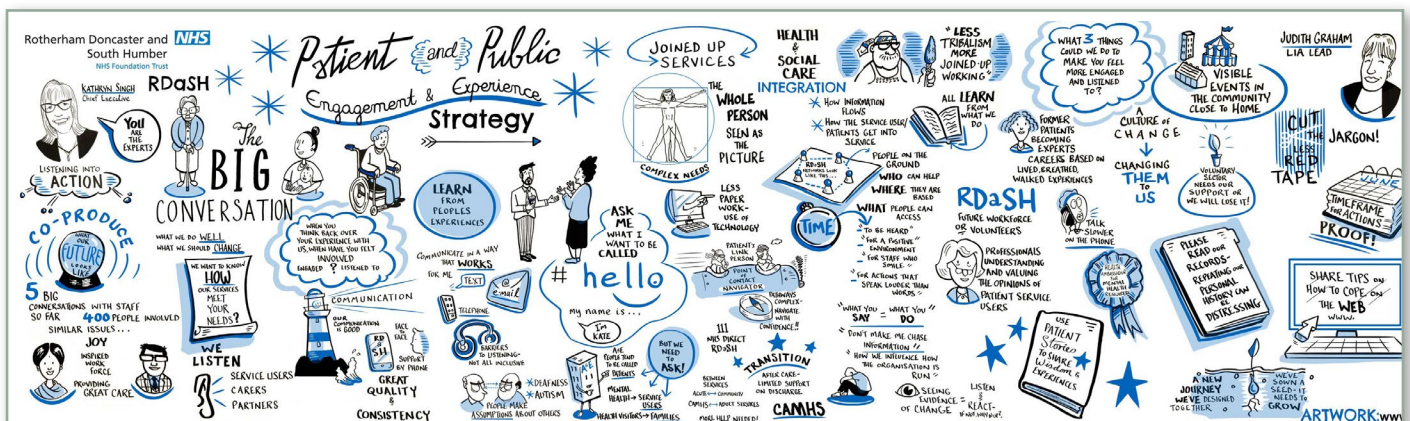 Rotherham Doncaster and NHS
South Humber
NHS Foundation Trust
KATHRYN SINGH
Chief Executive
RDaSH
YOU
ARE
THE
EXPERTS
LISTENING INTO
ACTION
CO-PRODUCE
WHAT
OUR
FUTURE
LOOKS
LIKE
5 BIG
CONVERSATIONS WITH STAFF
SO FAR 400 PEOPLE INVOLVED
SIMILAR ISSUES...
JOY
INSPIRED
WORK
FORCE
PROVIDING
GREAT CARE
Patient and Public
Engagement & Experience
Strategy
The
BIG
CONVERSATION
WHAT WE DO WELL
WHAT WE SHOULD CHANGE
WE WANT TO KNOW
HOW
OUR SERVICES
MEET
YOUR
NEEDS?
WE
LISTEN
SERVICE USERS
CARERS
PARTNERS
WHEN YOU
THINK BACK OVER
YOUR EXPERIENCE WITH
US, WHEN HAVE YOU FELT
INVOLVED
ENGAGED ? LISTENED TO
COMMUNICATION
OUR
COMMUNICATION
IS GOOD
RD
a
SH
FACE
TO
FACE
SUPPORT
BY PHONE
GREAT
QUALITY
&
CONSISTENCY
LEARN
FROM
PEOPLES
EXPERIENCES
COMMUNICATE IN A WAY
THAT WORKS
FOR ME
TEXT
@
e.mail
TELEPHONE
BARRIERS
TO LISTENING-
NOT ALL INCLUSIVE
DEAFNESS
AUTISM
PEOPLE MAKE
ASSUMPTIONS ABOUT OTHERS
ASK
ME
WHAT I
WANT TO BE
CALLED
# hello
my name is...
I'm
KATE
A+E
PEOPLE TEND
TO BE CALLED
PATIENTS
MENTAL
HEALTH → SERVICE
USERS
HEALTH VISITORS → FAMILIES
BUT WE
NEED
TO
ASK!
JOINED UP
SERVICES
THE
WHOLE
PERSON
SEEN AS
THE
PICTURE
COMPLEX NEEDS
LESS
PAPER
WORK-
USE OF
TECHNOLOGY
PATIENT'S
LINK
PERSON
POINT
OF
CONTACT
NAVIGATOR
PATHWAYS
COMPLEX-
NAVIGATE
WITH
CONFIDENCE!!
111
NHS DIRECT
RDaSH
TRANSITION
BETWEEN
SERVICES
AFTER CARE-
LIMITED SUPPORT
ON DISCHARGE
ACUTE ↔ COMMUNITY
CAMHS ↔ ADULT SERVICES
MORE HELP NEEDED!
CAMHS
HEALTH
&
SOCIAL
CARE
INTEGRATION
HOW INFORMATION
FLOWS
HOW THE SERVICE USER/
PATIENTS GET INTO
SERVICE
"LESS
TRIBALISM
MORE
JOINED-UP
WORKING"
ALL LEARN
FROM
WHAT WE
DO
RDaSH
NETWORKS LOOK
LIKE THIS...
PEOPLE ON THE
GROUND
WHO CAN HELP
WHERE THEY ARE
BASED
WHAT PEOPLE CAN
ACCESS
TIME
"TO BE HEARD"
"FOR A POSITIVE
ENVIRONMENT
FOR STAFF WHO
SMILE"
"FOR ACTIONS THAT
SPEAK LOUDER THAN
WORDS"
"WHAT YOU
SAY = WHAT YOU"
DO
"DON'T MAKE ME CHASE
INFORMATION"
"HOW WE INFLUENCE HOW
THE ORGANISATION IS
RUN"
SEEING
EVIDENCE =
OF CHANGE
LISTEN
REACT-
WHAT 3 THINGS
COULD WE DO TO
MAKE YOU FEEL
MORE ENGAGED
AND LISTENED
TO?
FORMER
PATIENTS
BECOMING
EXPERTS
CAREERS BASED ON
LIVED, BREATHED,
WALKED EXPERIENCES
RDaSH
FUTURE WORKFORCE
OR VOLUNTEERS
PROFESSIONALS
UNDERSTANDING
AND VALUING
THE OPINIONS OF
PATIENT SERVICE
USERS
TALK
SLOWER
ON THE PHONE
USE
PATIENT
Stories
TO SHARE
Wisdom &
EXPERIENCES
VISIBLE
EVENTS IN
THE COMMUNITY
CLOSE TO HOME
A
CULTURE of
CHANGE
CHANGING
THEM
TO
US
VOLUNTARY
SECTOR
NEEDS OUR
SUPPORT OR
WE WILL LOSE IT!
PLEASE
READ OUR
RECORDS-
REPEATING OUR
PERSONAL
HISTORY CAN
BE
DISTRESSING
JUDITH GRAHAM
LIA LEAD
CUT
THE JARGON!
LESS
RED
TAPE
JUNE
TIMEFRAME
FOR ACTIONS
PROOF!
SHARE TIPS ON
HOW TO COPE ON
THE WEB
WWW.
A NEW
JOURNEY
WE'VE DESIGNED
TOGETHER
WE'VE
SOWN A
SEED - IT
NEEDS TO
GROW
ARTWORK: